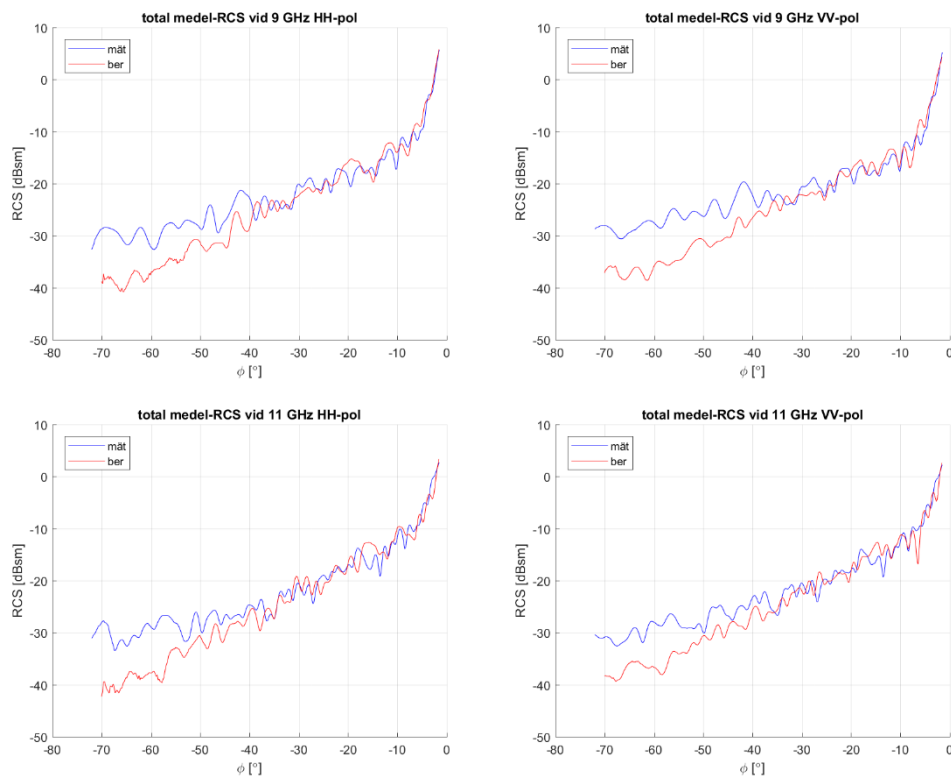 total medel-RCS vid 9 GHz HH-pol
10
0
-10
-20
-30
-40
-50
RCS [dBsm]
mät
ber
-80 -70 -60 -50 -40 -30 -20 -10 0
ϕ [°]
total medel-RCS vid 9 GHz VV-pol
10
0
-10
-20
-30
-40
-50
RCS [dBsm]
mät
ber
-80 -70 -60 -50 -40 -30 -20 -10 0
ϕ [°]
total medel-RCS vid 11 GHz HH-pol
10
0
-10
-20
-30
-40
-50
RCS [dBsm]
mät
ber
-80 -70 -60 -50 -40 -30 -20 -10 0
ϕ [°]
total medel-RCS vid 11 GHz VV-pol
10
0
-10
-20
-30
-40
-50
RCS [dBsm]
mät
ber
-80 -70 -60 -50 -40 -30 -20 -10 0
ϕ [°]